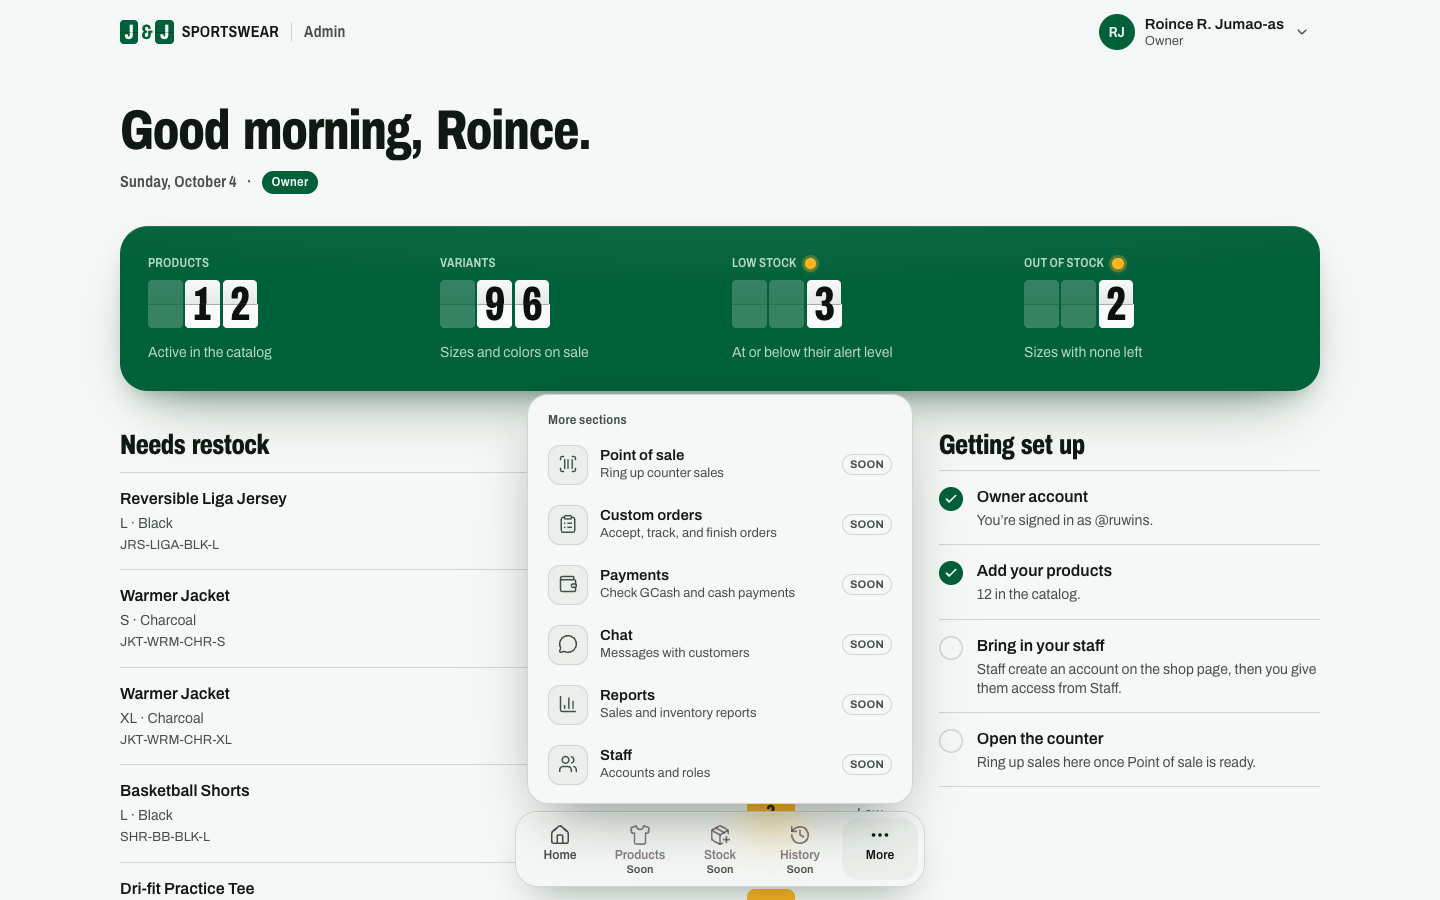 J & J SPORTSWEAR Admin
RJ
Roince R. Jumao-as
Owner
Good morning, Roince.
Sunday, October 4 · Owner
PRODUCTS
12
Active in the catalog
VARIANTS
96
Sizes and colors on sale
LOW STOCK
3
At or below their alert level
OUT OF STOCK
2
Sizes with none left
Needs restock
Reversible Liga Jersey
L · Black
JRS-LIGA-BLK-L
Warmer Jacket
S · Charcoal
JKT-WRM-CHR-S
Warmer Jacket
XL · Charcoal
JKT-WRM-CHR-XL
Basketball Shorts
L · Black
SHR-BB-BLK-L
Dri-fit Practice Tee
More sections
Point of sale
Ring up counter sales
SOON
Custom orders
Accept, track, and finish orders
SOON
Payments
Check GCash and cash payments
SOON
Chat
Messages with customers
SOON
Reports
Sales and inventory reports
SOON
Staff
Accounts and roles
SOON
Getting set up
Owner account
You’re signed in as @ruwins.
Add your products
12 in the catalog.
Bring in your staff
Staff create an account on the shop page, then you give
them access from Staff.
Open the counter
Ring up sales here once Point of sale is ready.
Home
Products
Soon
Stock
Soon
History
Soon
More